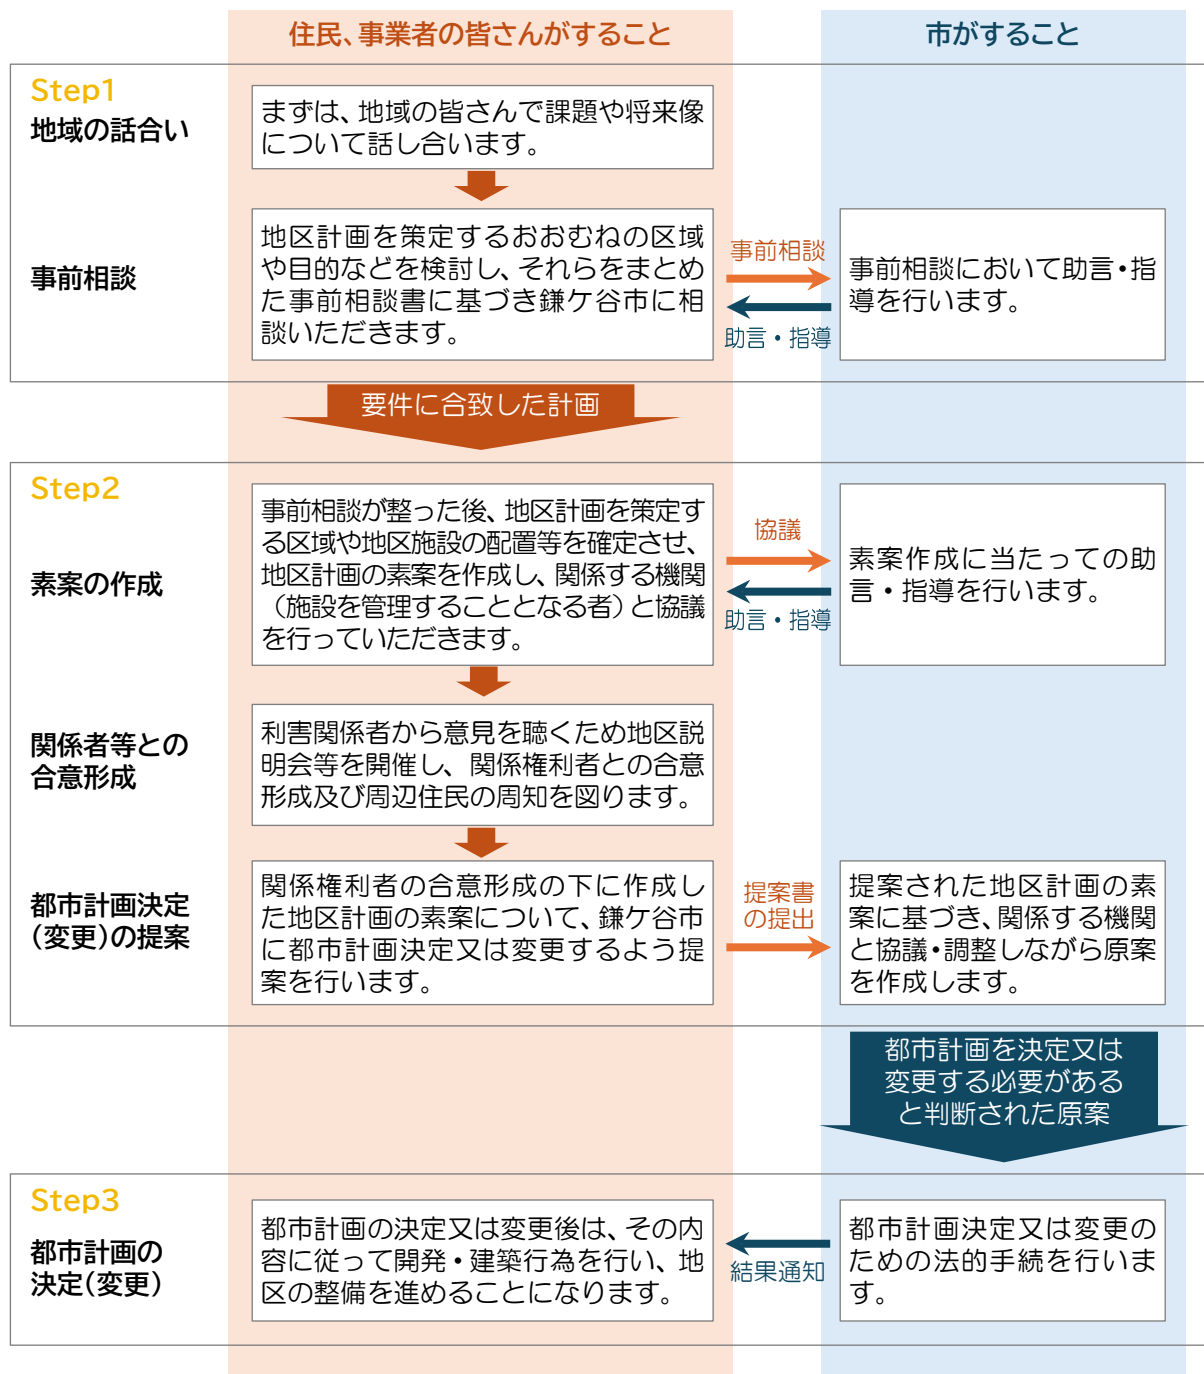 住民、事業者の皆さんがすること
市がすること
Step1
地域の話合い
まずは、地域の皆さんで課題や将来像
について話し合います。
事前相談
地区計画を策定するおおむねの区域
や目的などを検討し、それらをまとめ
た事前相談書に基づき鎌ケ谷市に相
談いただきます。
事前相談
助言・指導
事前相談において助言・指
導を行います。
要件に合致した計画
Step2
素案の作成
事前相談が整った後、地区計画を策定す
る区域や地区施設の配置等を確定させ、
地区計画の素案を作成し、関係する機関
（施設を管理することとなる者）と協議
を行っていただきます。
協議
助言・指導
素案作成に当たっての助
言・指導を行います。
関係者等との
合意形成
利害関係者から意見を聴くため地区説
明会等を開催し、関係権利者との合意
形成及び周辺住民の周知を図ります。
都市計画決定
（変更）の提案
関係権利者の合意形成の下に作成し
た地区計画の素案について、鎌ケ谷市
に都市計画決定又は変更するよう提
案を行います。
提案書
の提出
提案された地区計画の素
案に基づき、関係する機関
と協議・調整しながら原案
を作成します。
都市計画を決定又は
変更する必要がある
と判断された原案
Step3
都市計画の
決定（変更）
都市計画の決定又は変更後は、その内
容に従って開発・建築行為を行い、地
区の整備を進めることになります。
結果通知
都市計画決定又は変更の
ための法的手続を行いま
す。